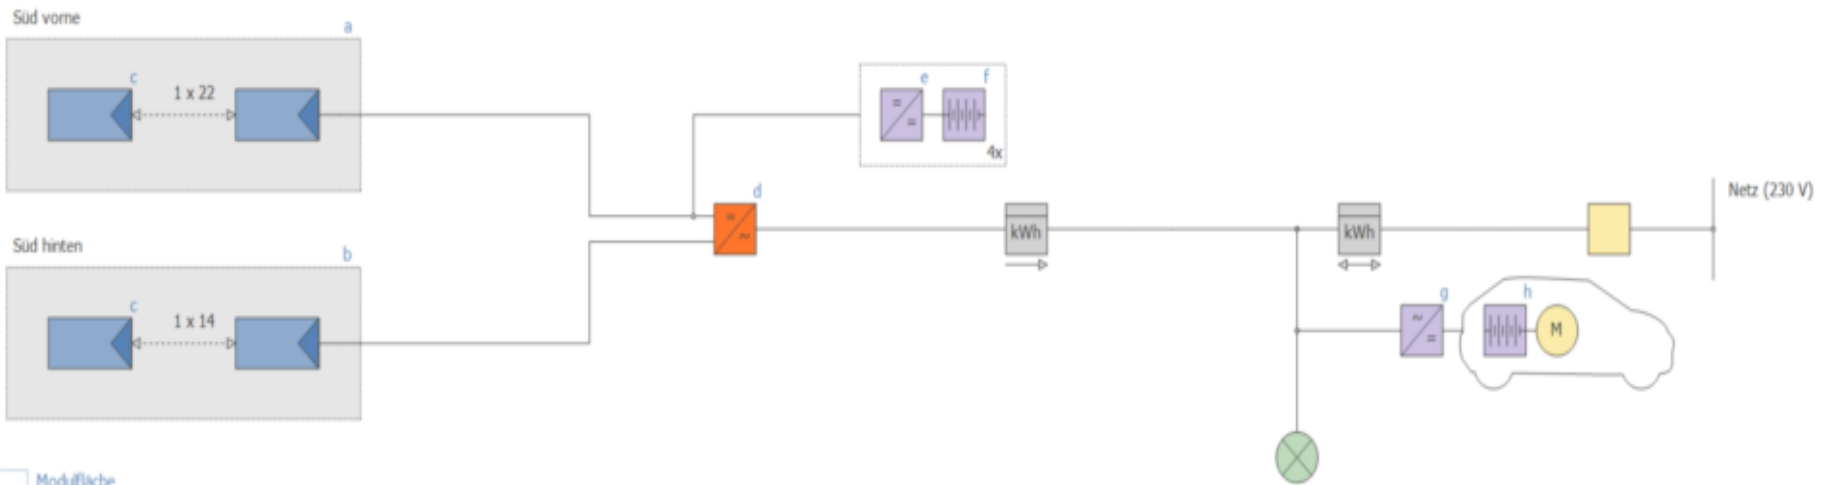 Süd vorne
a
c
1 x 22
e
f
4x
d
Netz (230 V)
kWh
kWh
Süd hinten
b
c
1 x 14
g
h
M
Modulfläche